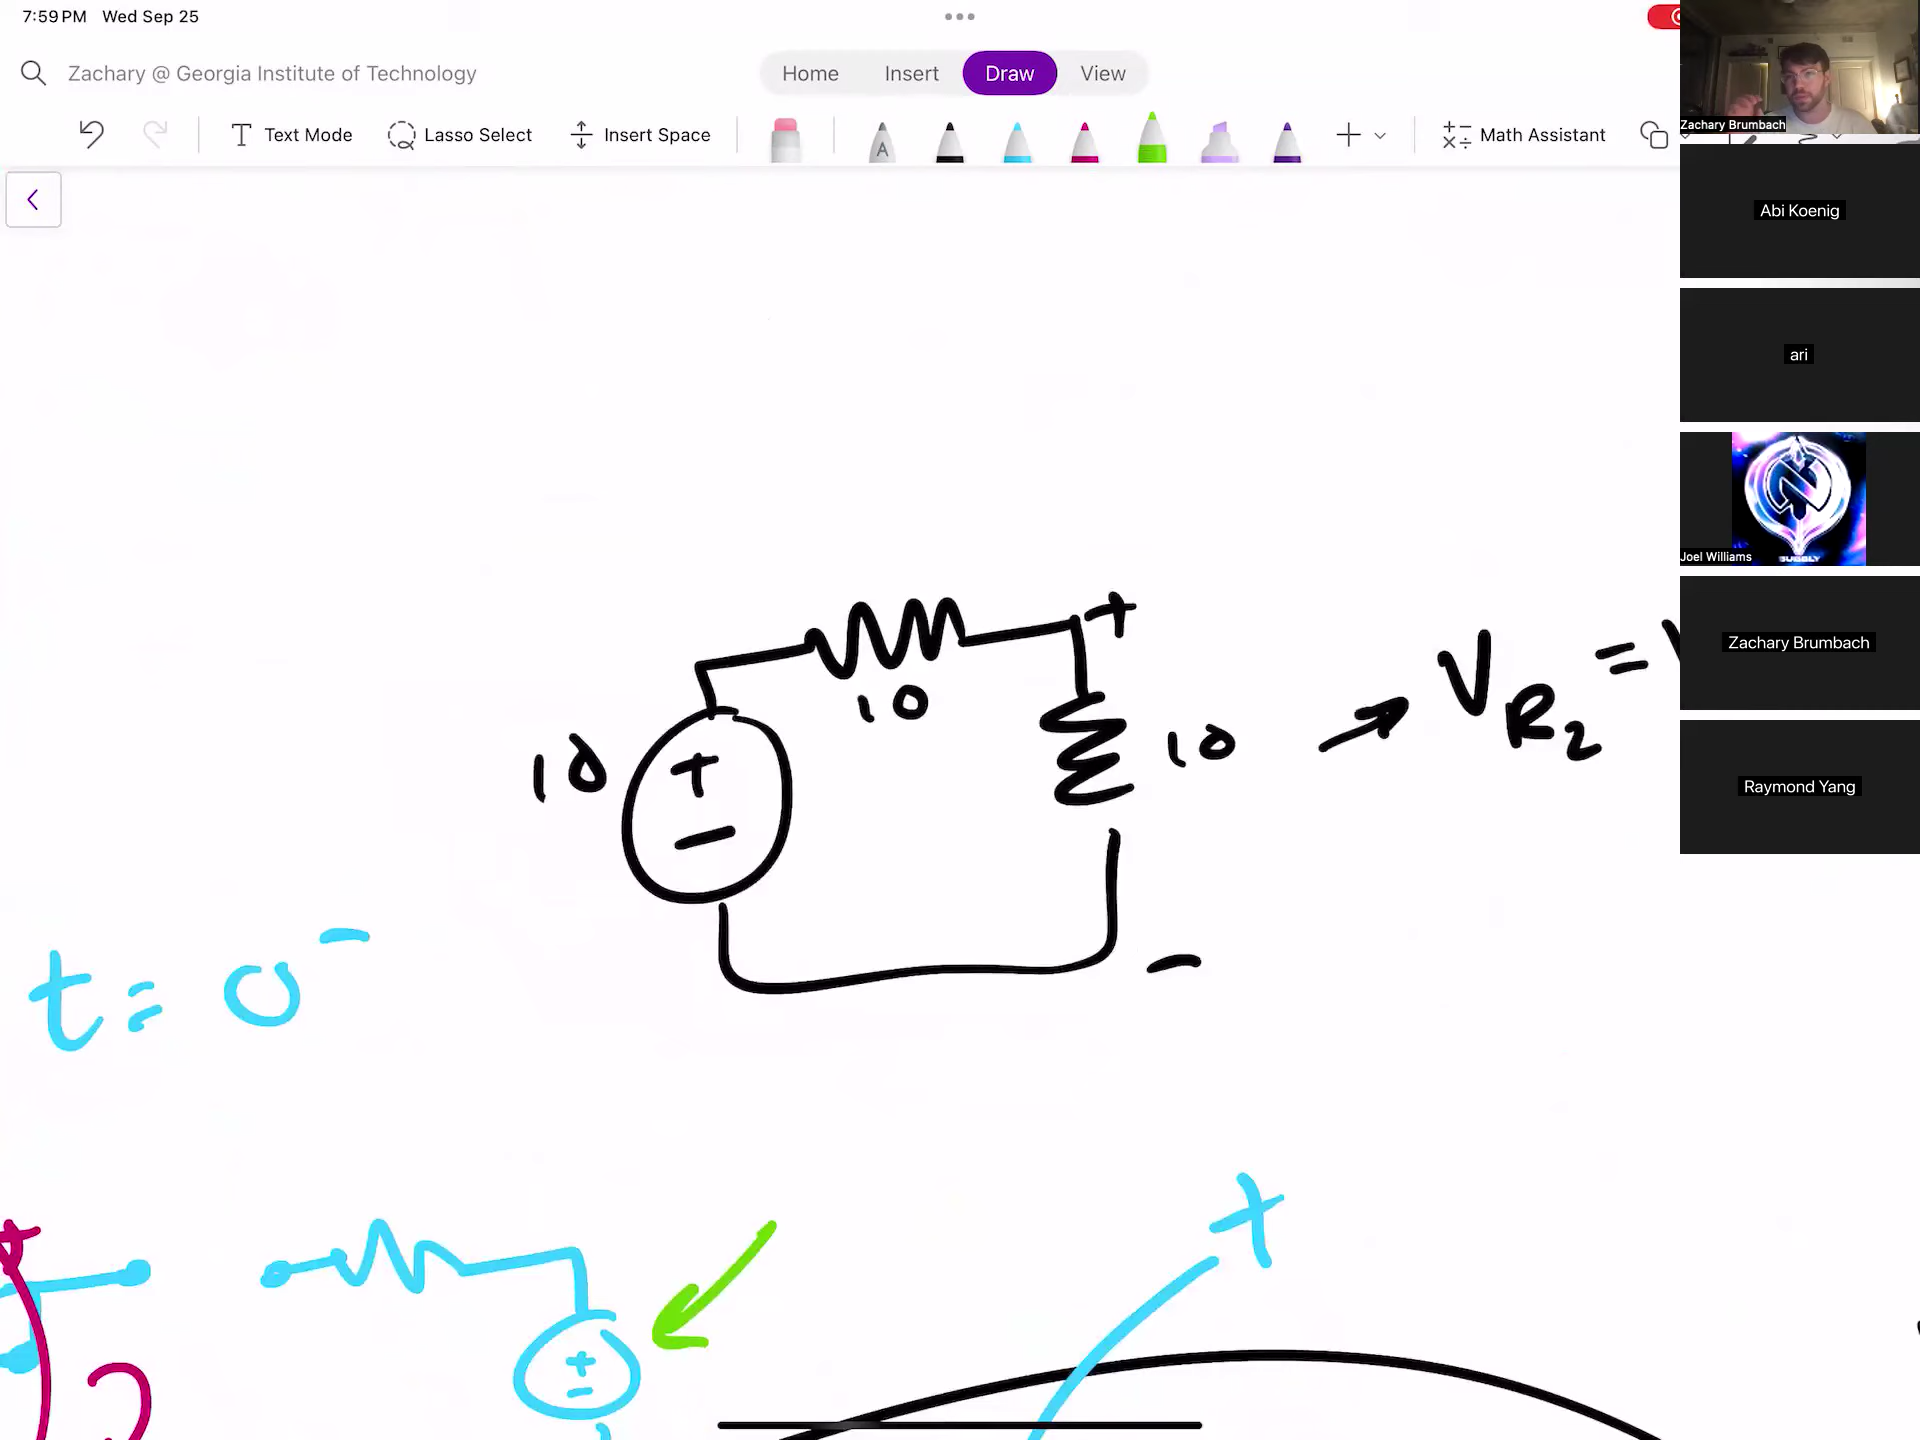 7:59 PM Wed Sep 25
Zachary @ Georgia Institute of Technology
Home Insert Draw View
Text Mode Lasso Select Insert Space A Math Assistant
Zachary Brumbach
Abi Koenig
ari
Joel Williams
Zachary Brumbach
Raymond Yang
+
10
10 + - 10 → V R2 =
-
t = 0-
+
+ -